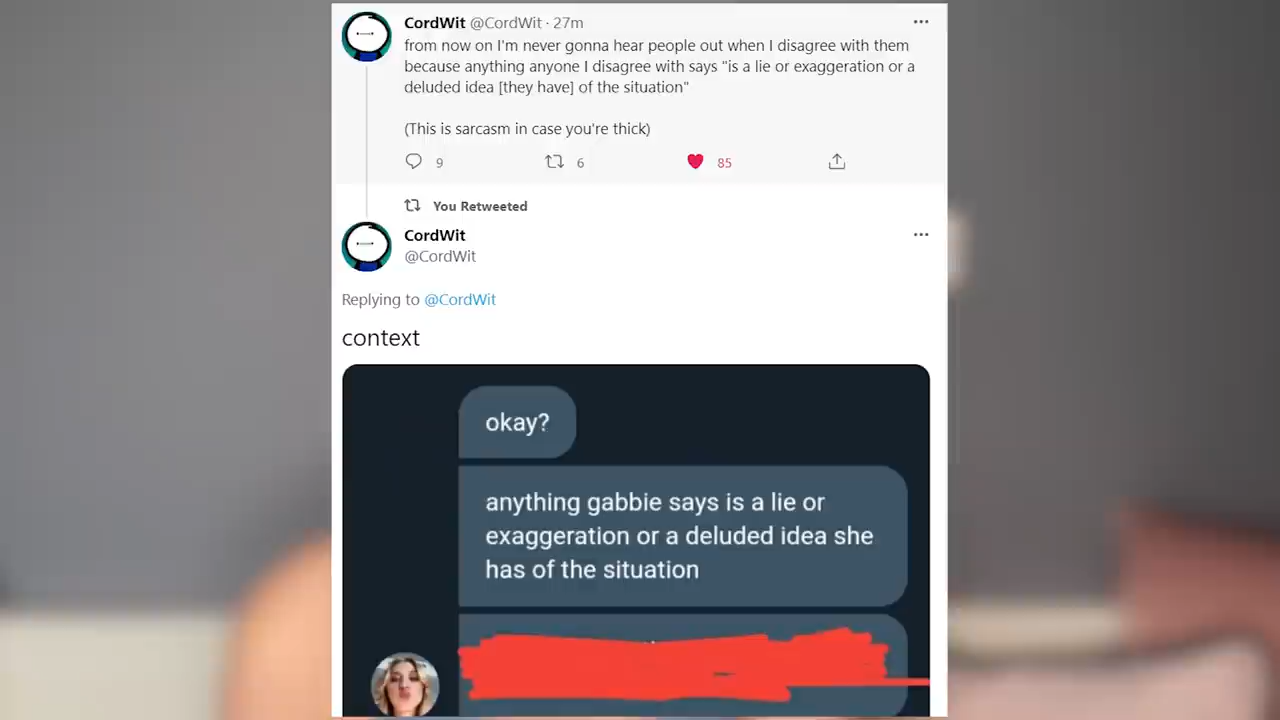 CordWit @CordWit · 27m
from now on I'm never gonna hear people out when I disagree with them
because anything anyone I disagree with says "is a lie or exaggeration or a
deluded idea [they have] of the situation"
(This is sarcasm in case you're thick)
9 6 85
You Retweeted
CordWit
@CordWit
Replying to @CordWit
context
okay?
anything gabbie says is a lie or
exaggeration or a deluded idea she
has of the situation